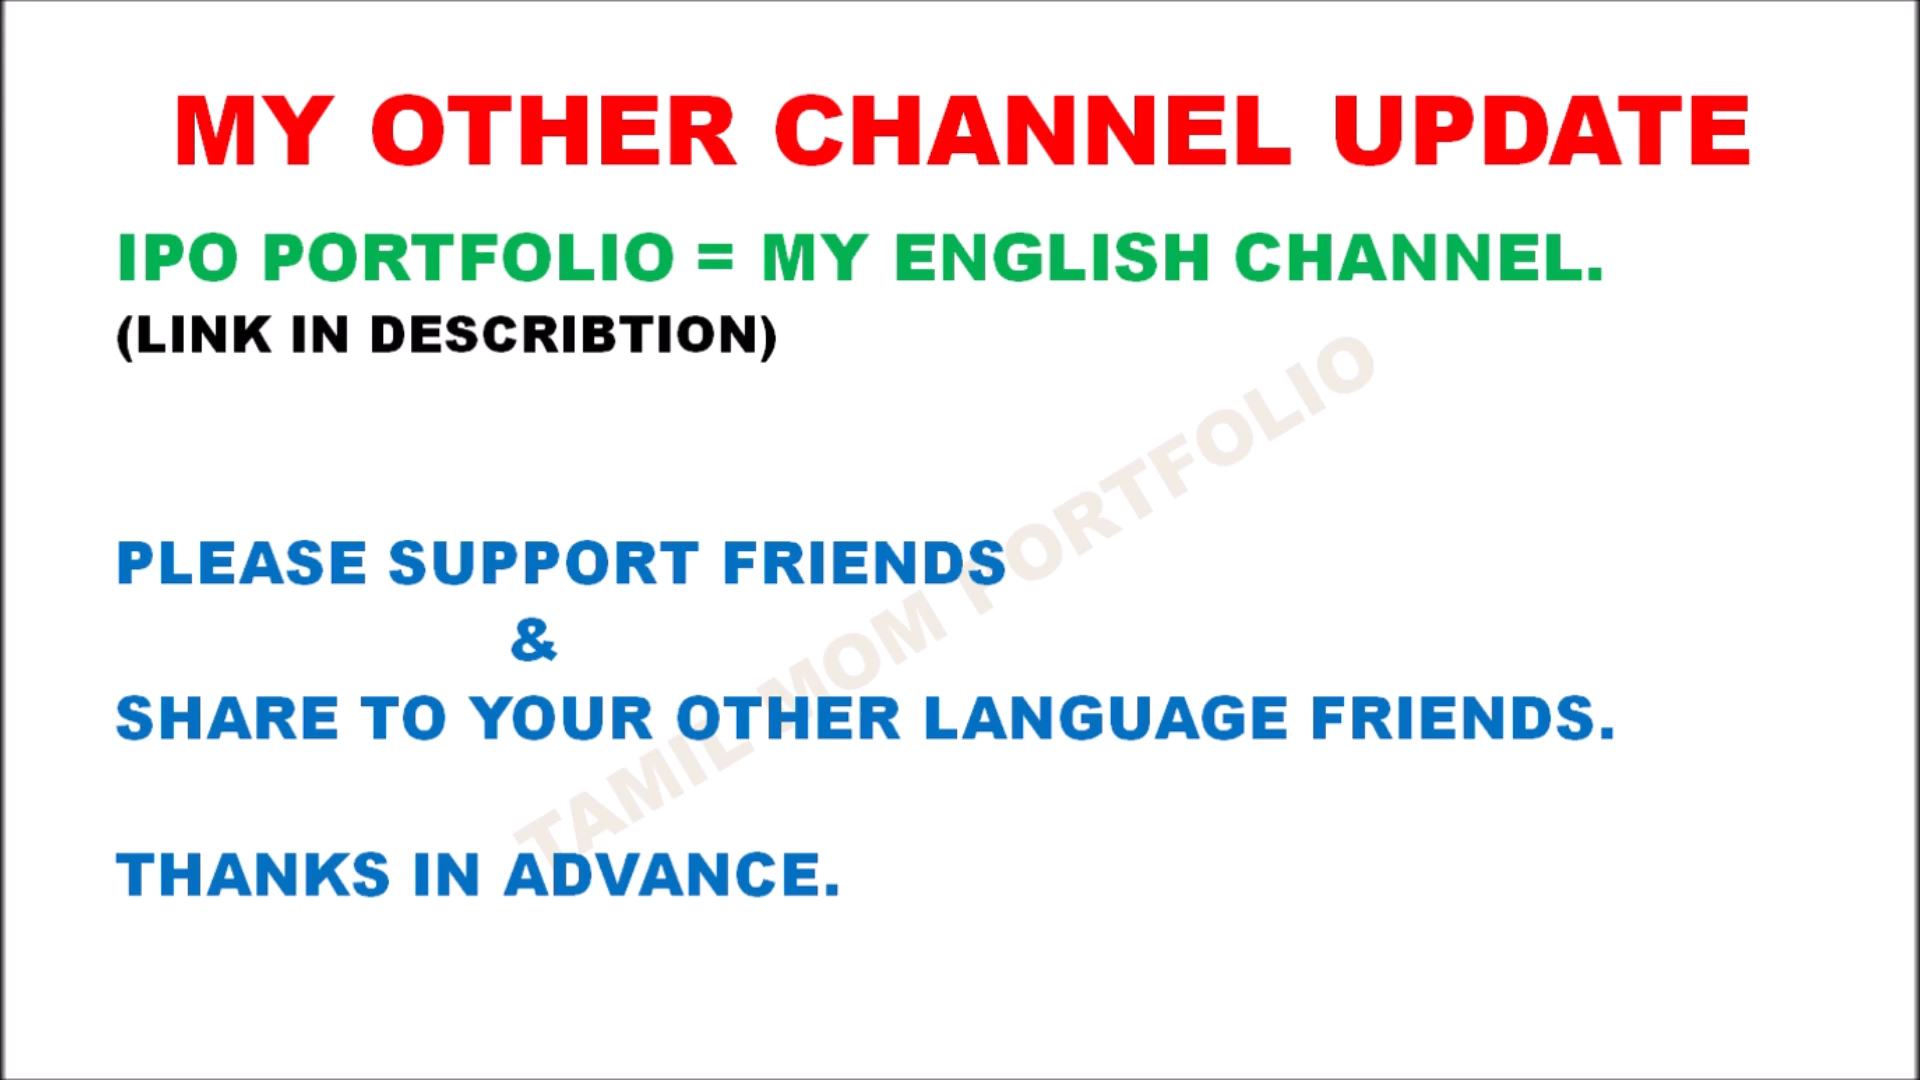 MY OTHER CHANNEL UPDATE
IPO PORTFOLIO = MY ENGLISH CHANNEL.
(LINK IN DESCRIBTION)
PLEASE SUPPORT FRIENDS
&
SHARE TO YOUR OTHER LANGUAGE FRIENDS.
THANKS IN ADVANCE.
TAMIL MOM PORTFOLIO